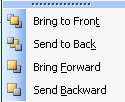 Bring to Front
Send to Back
Bring Forward
Send Backward